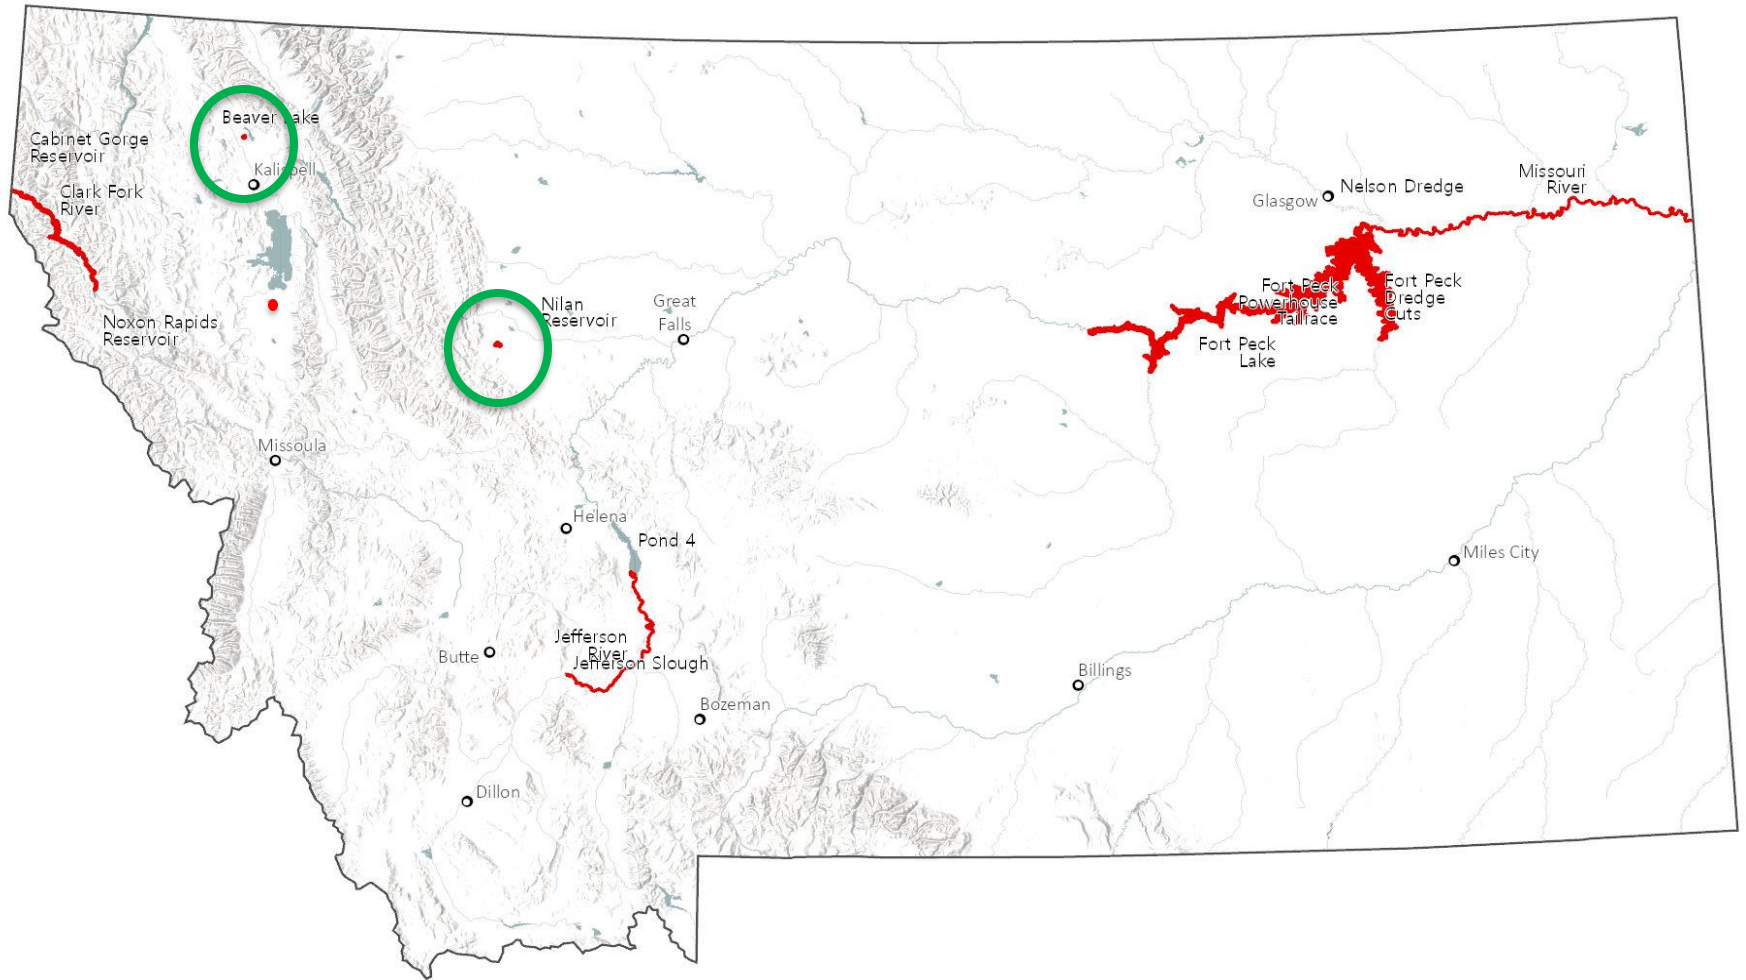 Beaver Lake
Cabinet Gorge
Reservoir
Kalispell
Clark Fork
River
Noxon Rapids
Reservoir
Nilan
Reservoir
Great
Falls
Missouri
River
Nelson Dredge
Glasgow
Fort Peck
Powerhouse
Tailrace
Fort Peck
Dredge
Cuts
Fort Peck
Lake
Missoula
Helena
Pond 4
Miles City
Jefferson
River
Jefferson Slough
Butte
Billings
Bozeman
Dillon